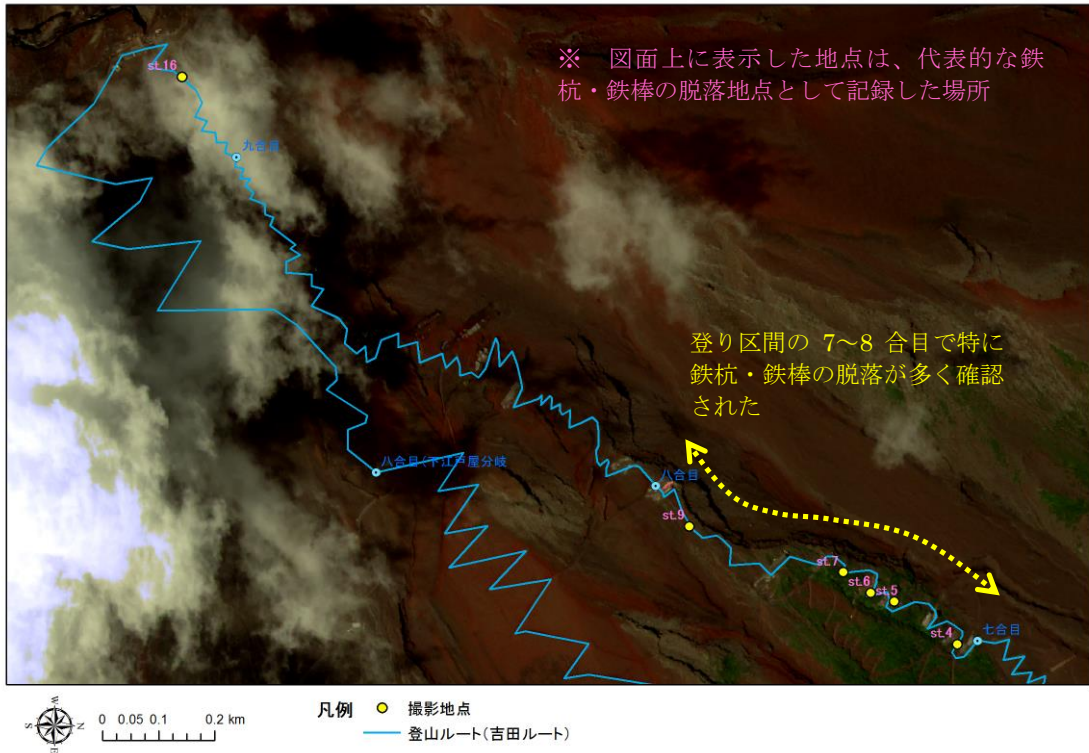 ※ 図面上に表示した地点は、代表的な鉄
杭・鉄棒の脱落地点として記録した場所
st.16
九合目
登り区間の 7～8 合目で特に
鉄杭・鉄棒の脱落が多く確認
された
八合目(下江戸屋分岐
八合目
st.9
st.7
st.6
st.5
st.4
七合目
W
S
N
E
0 0.05 0.1 0.2 km
凡例
撮影地点
登山ルート(吉田ルート)